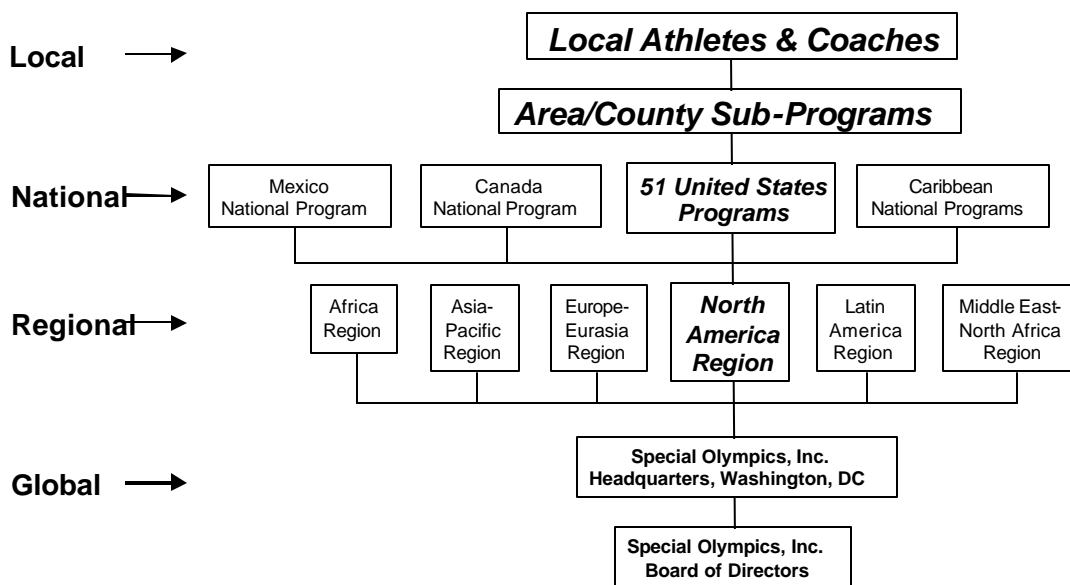 Local
Local Athletes & Coaches
Area/County Sub-Programs
National
Mexico
National Program
Canada
National Program
51 United States
Programs
Caribbean
National Programs
Regional
Africa
Region
Asia-
Pacific
Region
Europe-
Eurasia
Region
North
America
Region
Latin
America
Region
Middle East-
North Africa
Region
Global
Special Olympics, Inc.
Headquarters, Washington, DC
Special Olympics, Inc.
Board of Directors